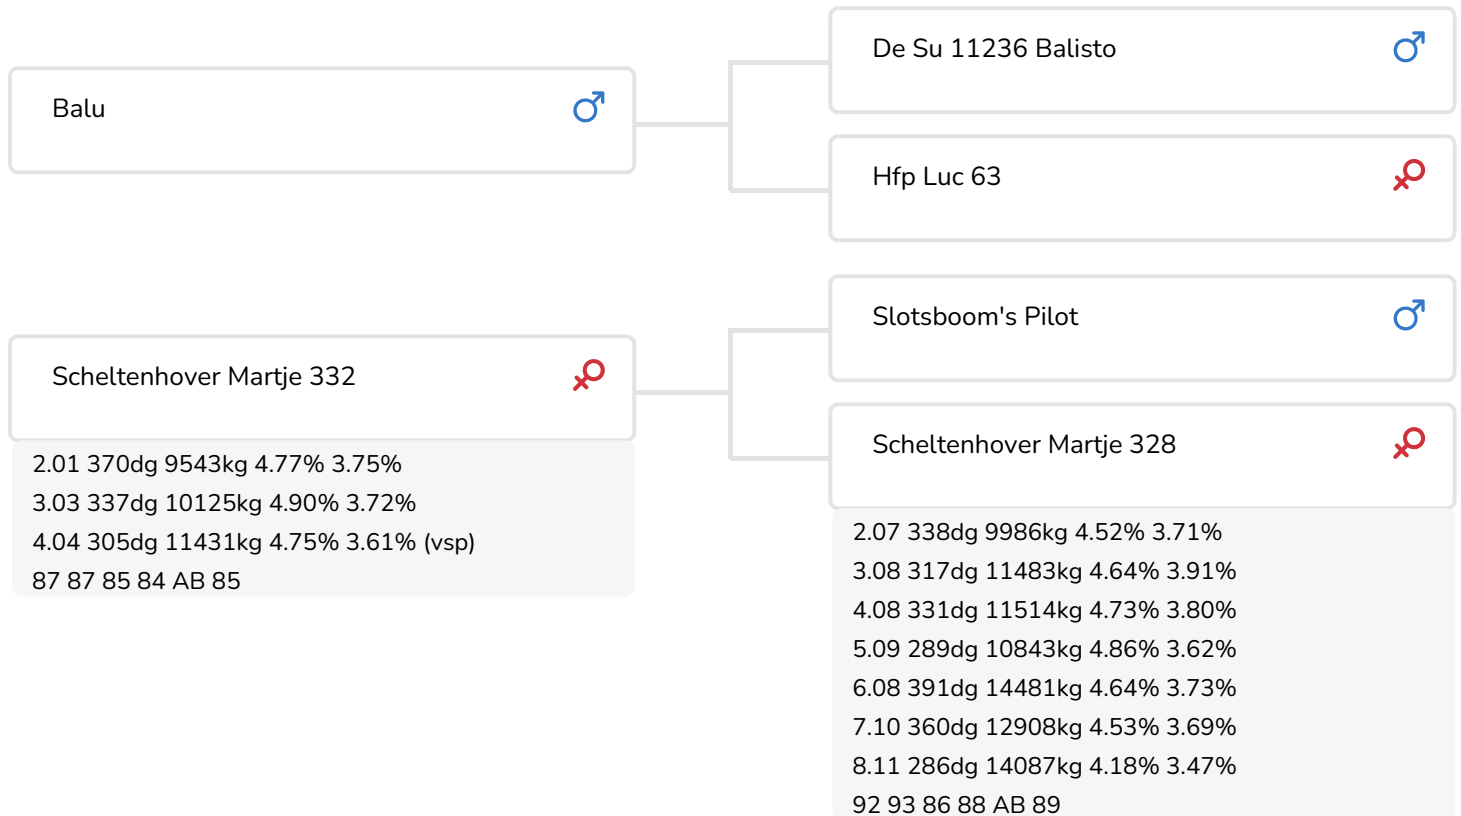 Balu
De Su 11236 Balisto
Hfp Luc 63
Scheltenhover Martje 332
2.01 370dg 9543kg 4.77% 3.75%
3.03 337dg 10125kg 4.90% 3.72%
4.04 305dg 11431kg 4.75% 3.61% (vsp)
87 87 85 84 AB 85
Slotsboom's Pilot
Scheltenhover Martje 328
2.07 338dg 9986kg 4.52% 3.71%
3.08 317dg 11483kg 4.64% 3.91%
4.08 331dg 11514kg 4.73% 3.80%
5.09 289dg 10843kg 4.86% 3.62%
6.08 391dg 14481kg 4.64% 3.73%
7.10 360dg 12908kg 4.53% 3.69%
8.11 286dg 14087kg 4.18% 3.47%
92 93 86 88 AB 89